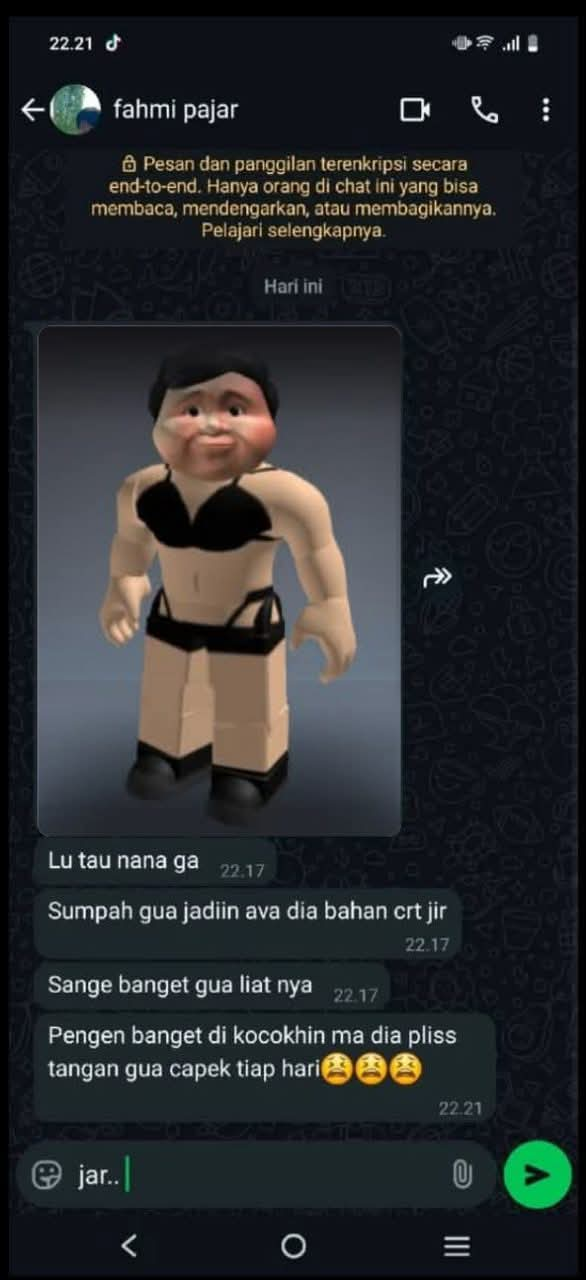 22.21
fahmi pajar
Pesan dan panggilan terenkripsi secara
end-to-end. Hanya orang di chat ini yang bisa
membaca, mendengarkan, atau membagikannya.
Pelajari selengkapnya.
Hari ini
Lu tau nana ga 22.17
Sumpah gua jadiin ava dia bahan crt jir
22.17
Sange banget gua liat nya 22.17
Pengen banget di kocokhin ma dia pliss
tangan gua capek tiap hari😫😫😫
22.21
jar..